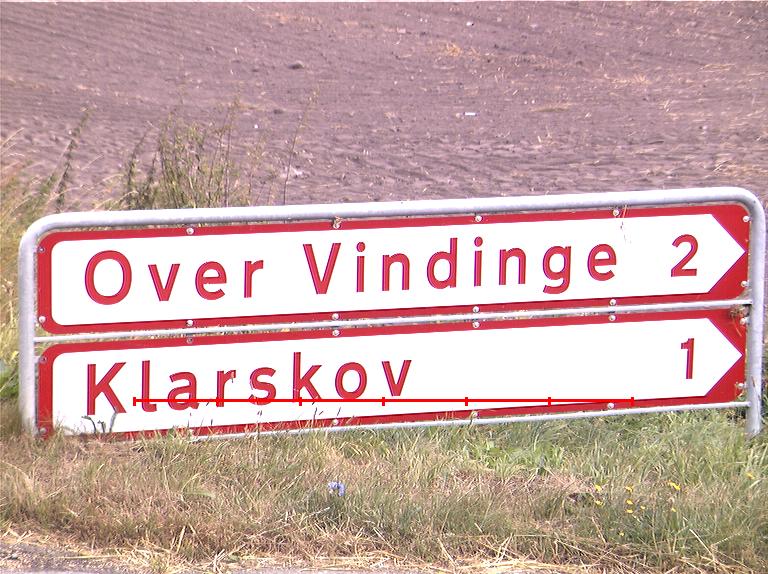 Over Vindinge 2
Klarskov 1